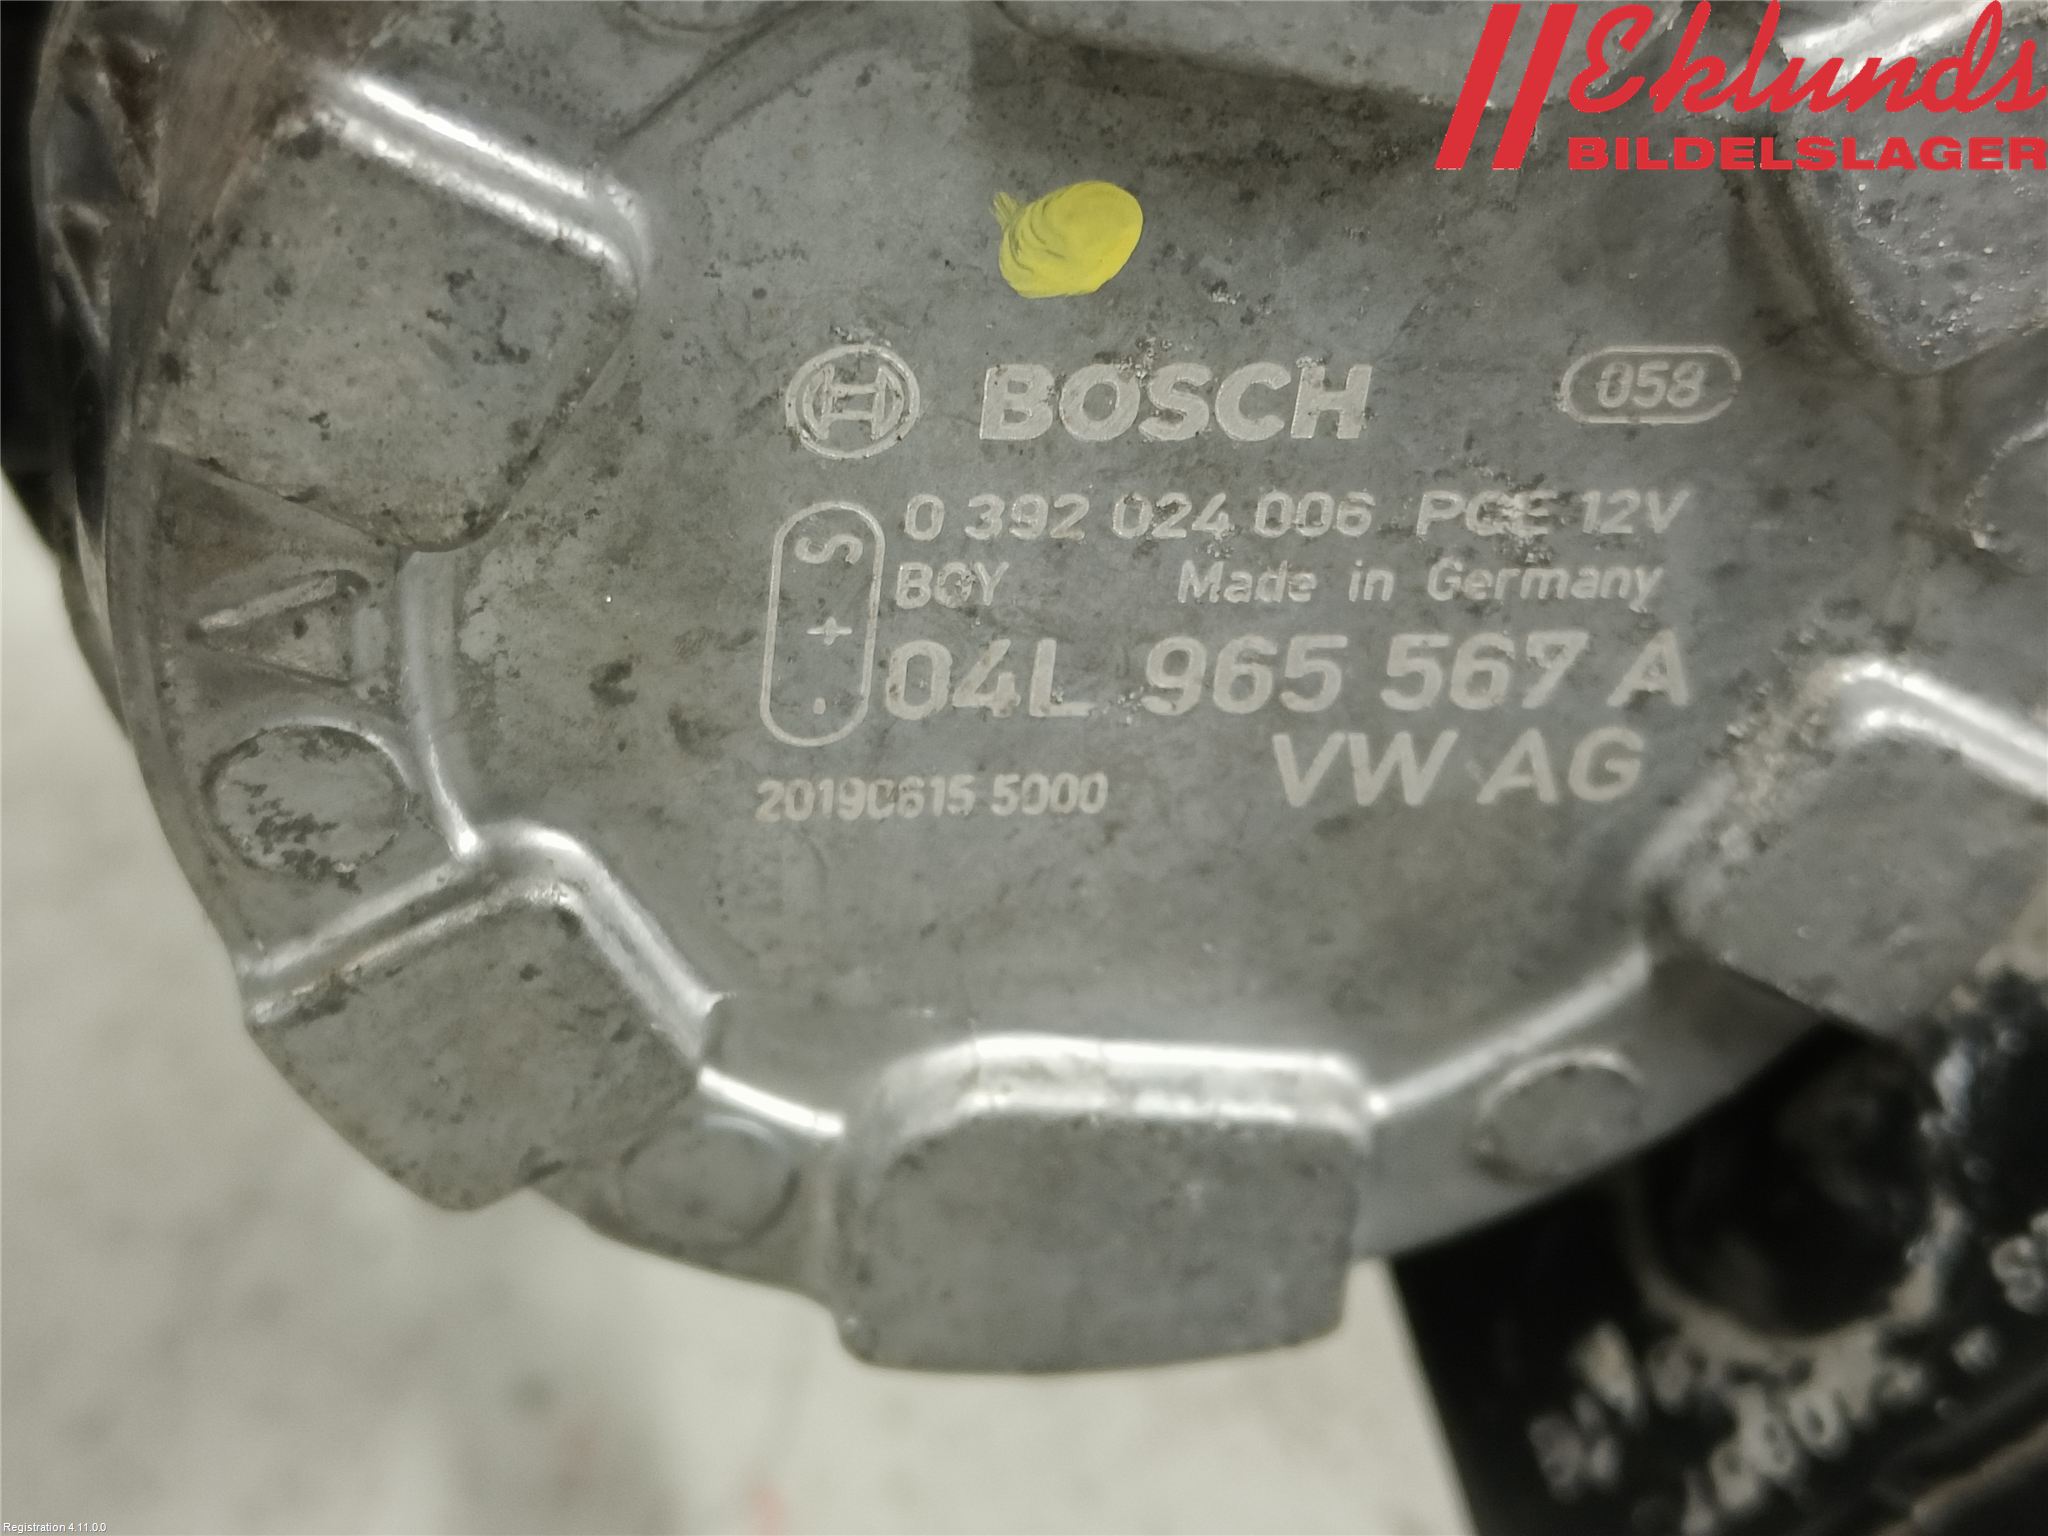 Eklunds
BILDELSLAGER
BOSCH
058
0 392 024 006 PCE 12V
BOY Made in Germany
S + -
04L 965 567 A
VW AG
20190615 5000
Registration 4.11.0.0